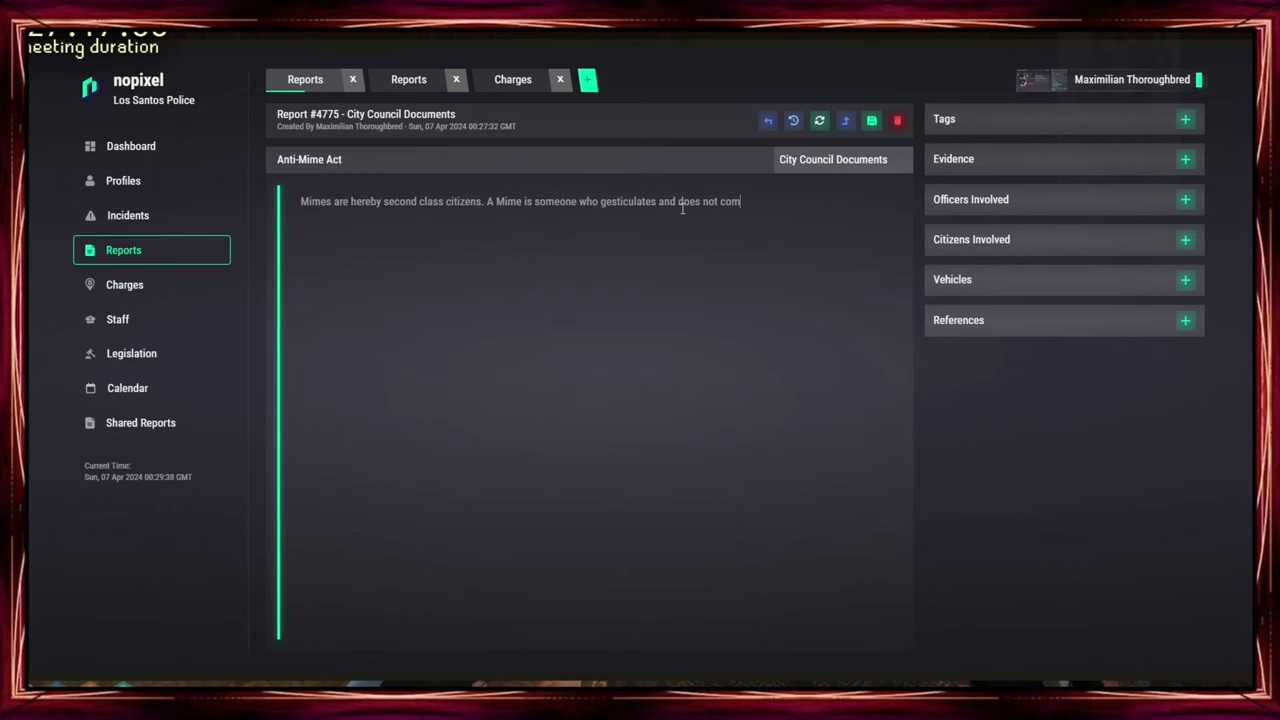 meeting duration
nopixel
Los Santos Police
Reports x Reports x Charges x +
Maximilian Thoroughbred
Report #4775 - City Council Documents
Created By Maximilian Thoroughbred - Sun, 07 Apr 2024 00:27:32 GMT
Anti-Mime Act
City Council Documents
Mimes are hereby second class citizens. A Mime is someone who gesticulates and does not com
Dashboard
Profiles
Incidents
Reports
Charges
Staff
Legislation
Calendar
Shared Reports
Current Time:
Sun, 07 Apr 2024 00:29:38 GMT
Tags +
Evidence +
Officers Involved +
Citizens Involved +
Vehicles +
References +